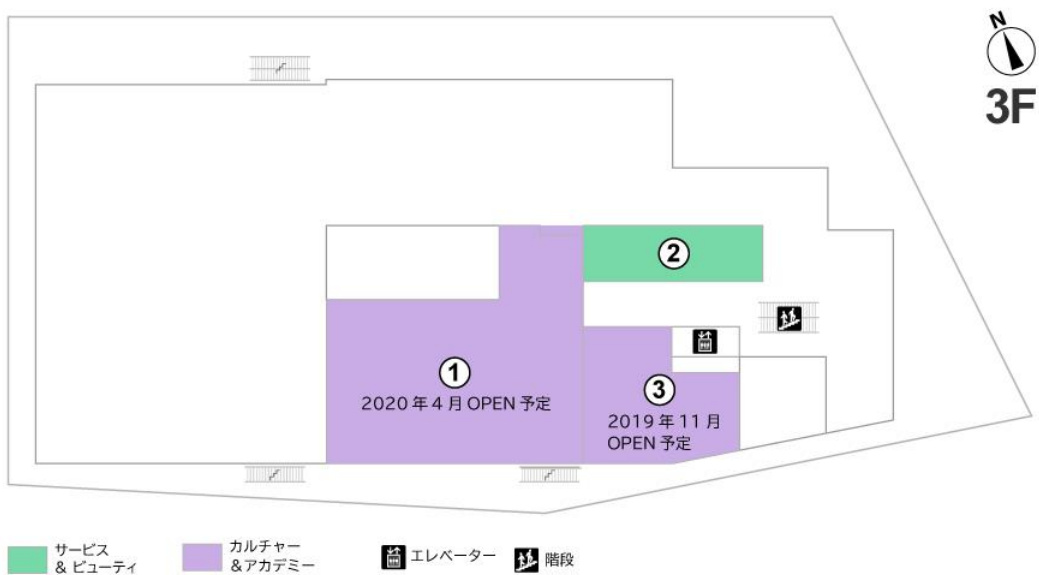 N
3F
②
①
2020年4月OPEN予定
③
2019年11月
OPEN予定
サービス
& ビューティ
カルチャー
&アカデミー
エレベーター
階段